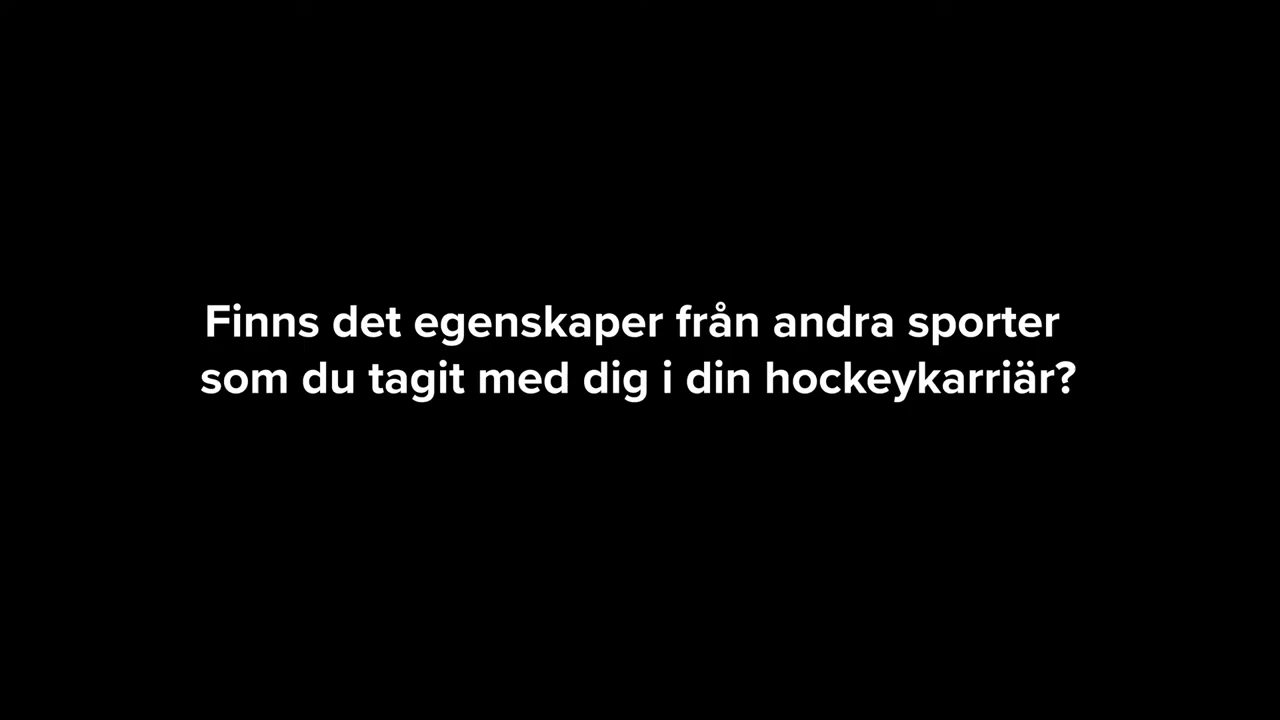 Finns det egenskaper från andra sporter
som du tagit med dig i din hockeykarriär?